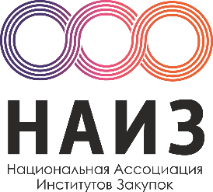 НАИЗ
Национальная Ассоциация
Институтов Закупок